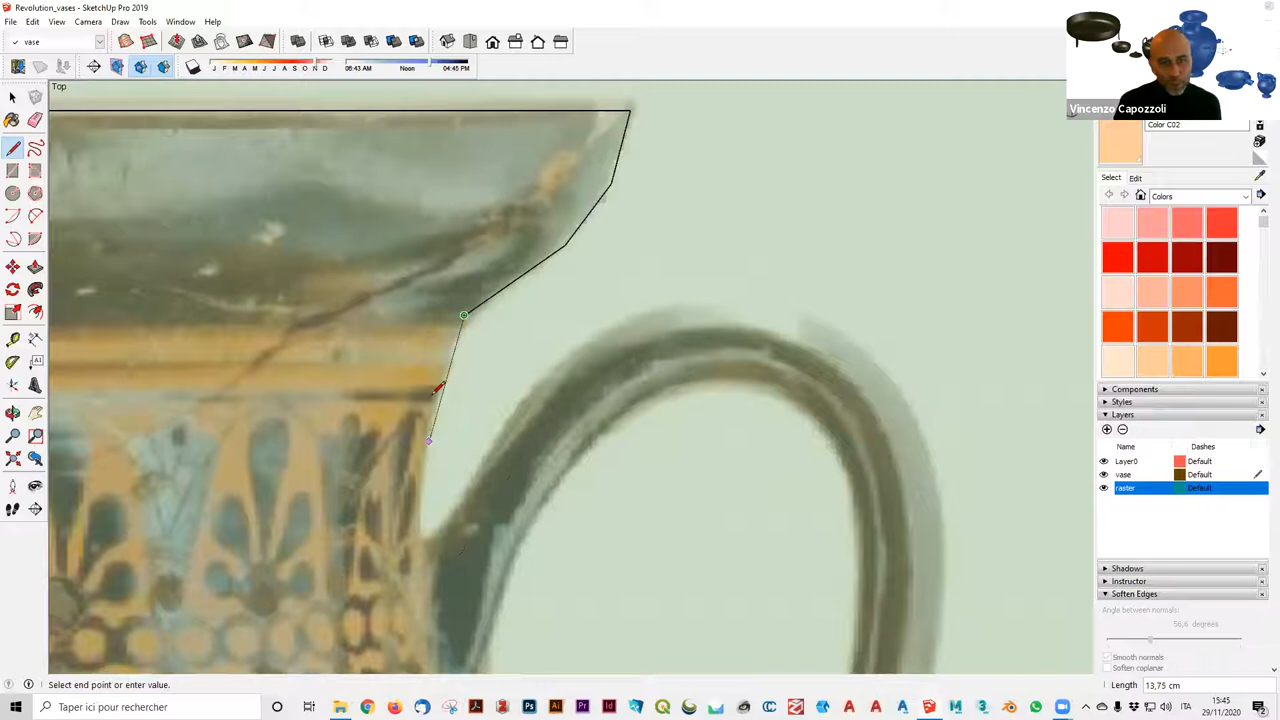 Revolution_vases - SketchUp Pro 2019
File Edit View Camera Draw Tools Window Help
vase
J F M A M J J A S O N D
06:43 AM Noon 04:45 PM
Top
Vincenzo Capozzoli
Color C02
Select Edit
Colors
Components
Styles
Layers
Name Dashes
Layer0 Default
vase Default
raster Default
Shadows
Instructor
Soften Edges
Angle between normals:
56,6 degrees
Smooth normals
Soften coplanar
Select end point or enter value.
Length 13,75 cm
Taper pour rechercher
15:45
29/11/2020